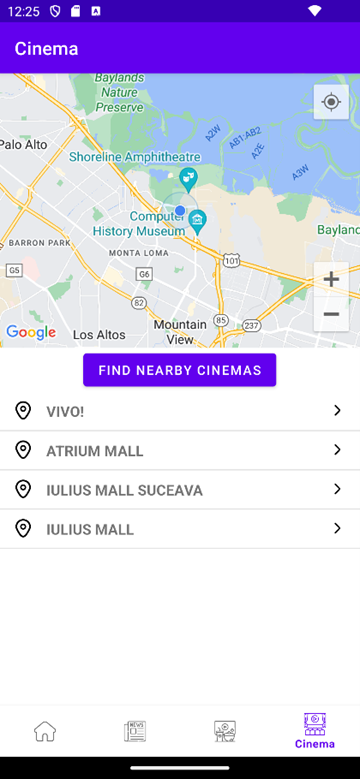 12:25
Cinema
Baylands
Nature
Preserve
A2W
AB1-AB2
A2E
A3W
Palo Alto
Shoreline Amphitheatre
Computer
History Museum
Baylands
BARRON PARK
MONTA LOMA
101
G5
G6
82
85
237
Mountain
View
Google
Los Altos
FIND NEARBY CINEMAS
VIVO!
ATRIUM MALL
IULIUS MALL SUCEAVA
IULIUS MALL
NEWS
Cinema